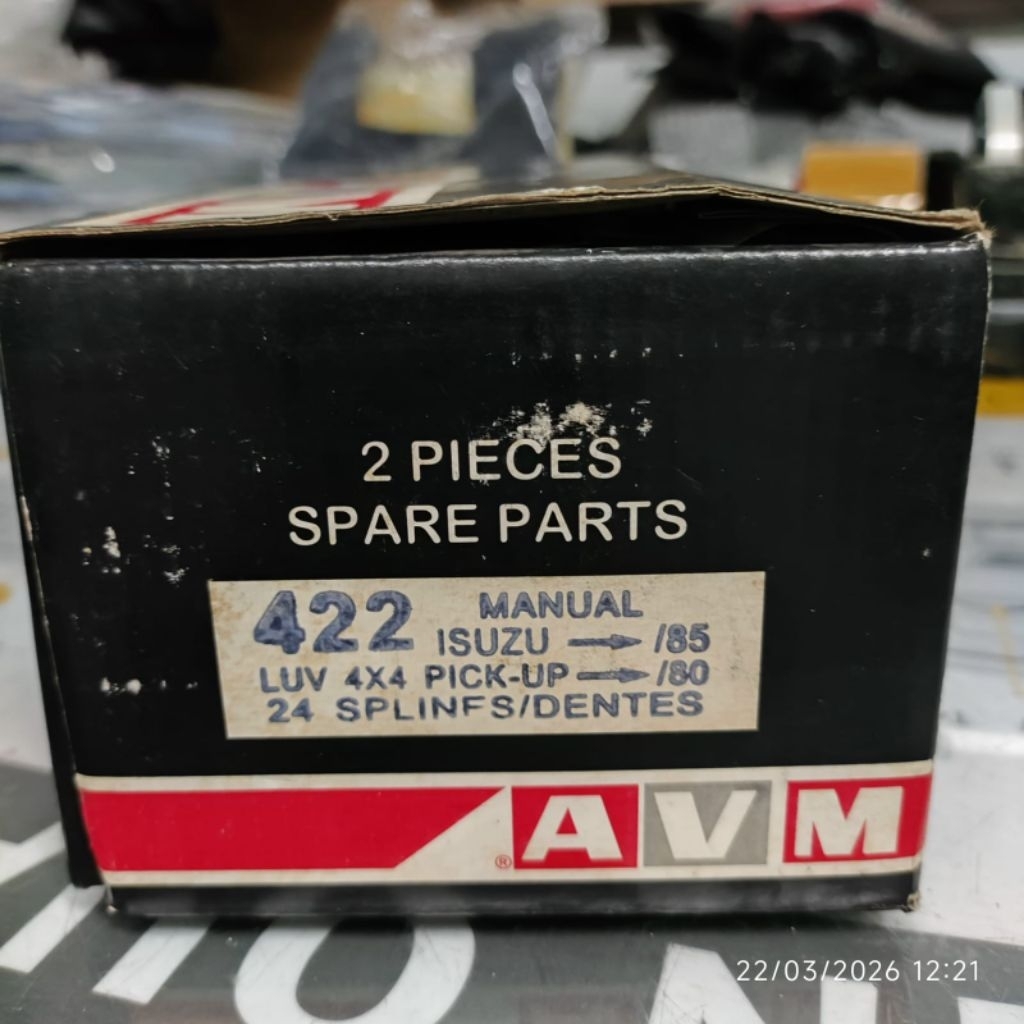 2 PIECES
SPARE PARTS
422 MANUAL
ISUZU → /85
LUV 4X4 PICK-UP → /80
24 SPLINES/DENTES
® AVM
22/03/2026 12:21